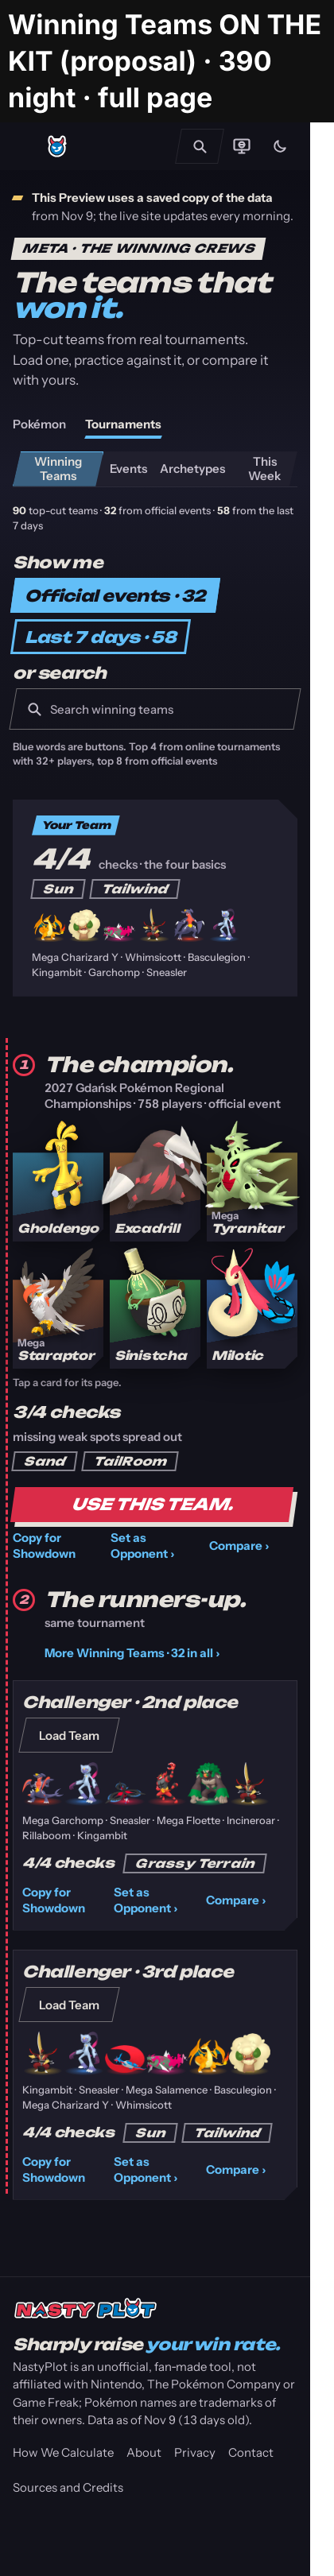 Winning Teams ON THE
KIT (proposal) · 390
night · full page
This Preview uses a saved copy of the data
from Nov 9; the live site updates every morning.
META · THE WINNING CREWS
The teams that
won it.
Top-cut teams from real tournaments.
Load one, practice against it, or compare it
with yours.
Pokémon
Tournaments
Winning
Teams
Events
Archetypes
This
Week
90 top-cut teams · 32 from official events · 58 from the last
7 days
Show me
Official events · 32
Last 7 days · 58
or search
Search winning teams
Blue words are buttons. Top 4 from online tournaments
with 32+ players, top 8 from official events
Your Team
4/4 checks · the four basics
Sun
Tailwind
Mega Charizard Y · Whimsicott · Basculegion ·
Kingambit · Garchomp · Sneasler
1 The champion.
2027 Gdańsk Pokémon Regional
Championships · 758 players · official event
Gholdengo
Excadrill
Mega
Tyranitar
Mega
Staraptor
Sinistcha
Milotic
Tap a card for its page.
3/4 checks
missing weak spots spread out
Sand
TailRoom
USE THIS TEAM.
Copy for
Showdown
Set as
Opponent ›
Compare ›
2 The runners-up.
same tournament
More Winning Teams · 32 in all ›
Challenger · 2nd place
Load Team
Mega Garchomp · Sneasler · Mega Floette · Incineroar ·
Rillaboom · Kingambit
4/4 checks
Grassy Terrain
Copy for
Showdown
Set as
Opponent ›
Compare ›
Challenger · 3rd place
Load Team
Kingambit · Sneasler · Mega Salamence · Basculegion ·
Mega Charizard Y · Whimsicott
4/4 checks
Sun
Tailwind
Copy for
Showdown
Set as
Opponent ›
Compare ›
NASTY PLOT
Sharply raise your win rate.
NastyPlot is an unofficial, fan-made tool, not
affiliated with Nintendo, The Pokémon Company or
Game Freak; Pokémon names are trademarks of
their owners. Data as of Nov 9 (13 days old).
How We Calculate
About
Privacy
Contact
Sources and Credits